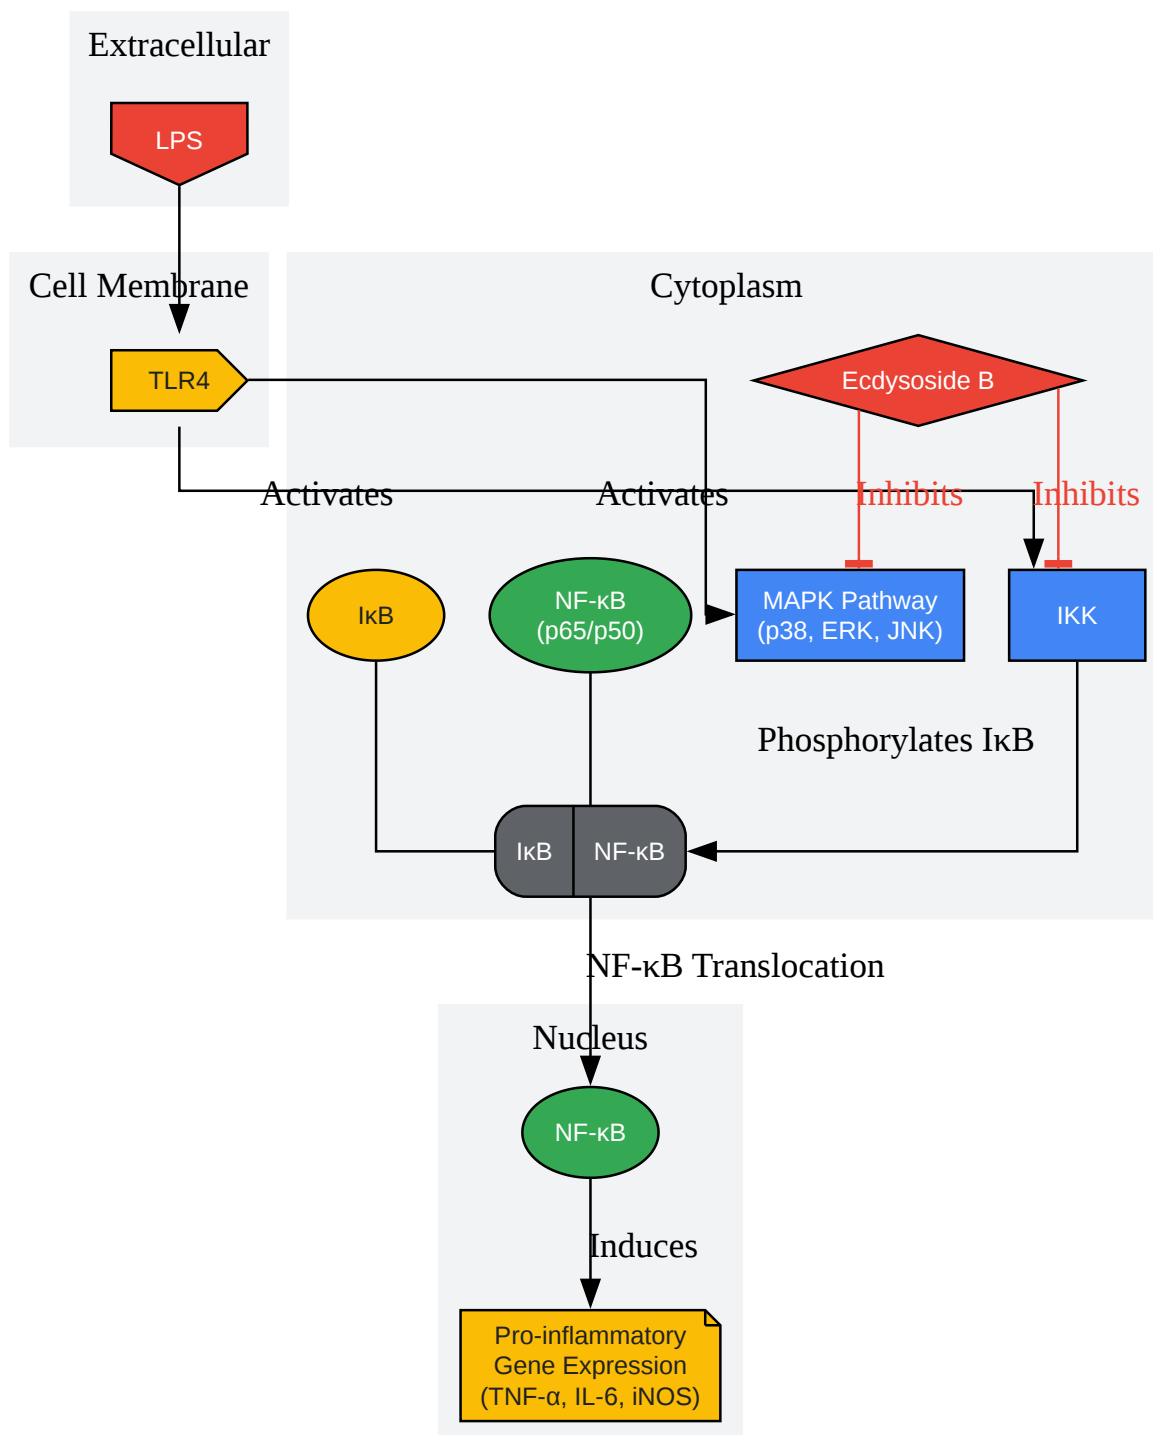 Extracellular
LPS
Cell Membrane
Cytoplasm
TLR4
Ecdysoside B
Activates
Activates
Inhibits
Inhibits
IκB
NF-κB
(p65/p50)
MAPK Pathway
(p38, ERK, JNK)
IKK
Phosphorylates IκB
IκB
NF-κB
NF-κB Translocation
Nucleus
NF-κB
Induces
Pro-inflammatory
Gene Expression
(TNF-α, IL-6, iNOS)